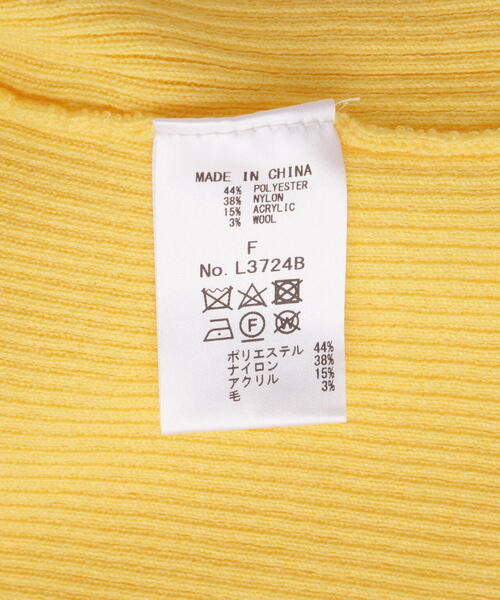 MADE IN CHINA
44% POLYESTER
38% NYLON
15% ACRYLIC
3% WOOL
F
No. L3724B
F W
ポリエステル 44%
ナイロン 38%
アクリル 15%
毛 3%